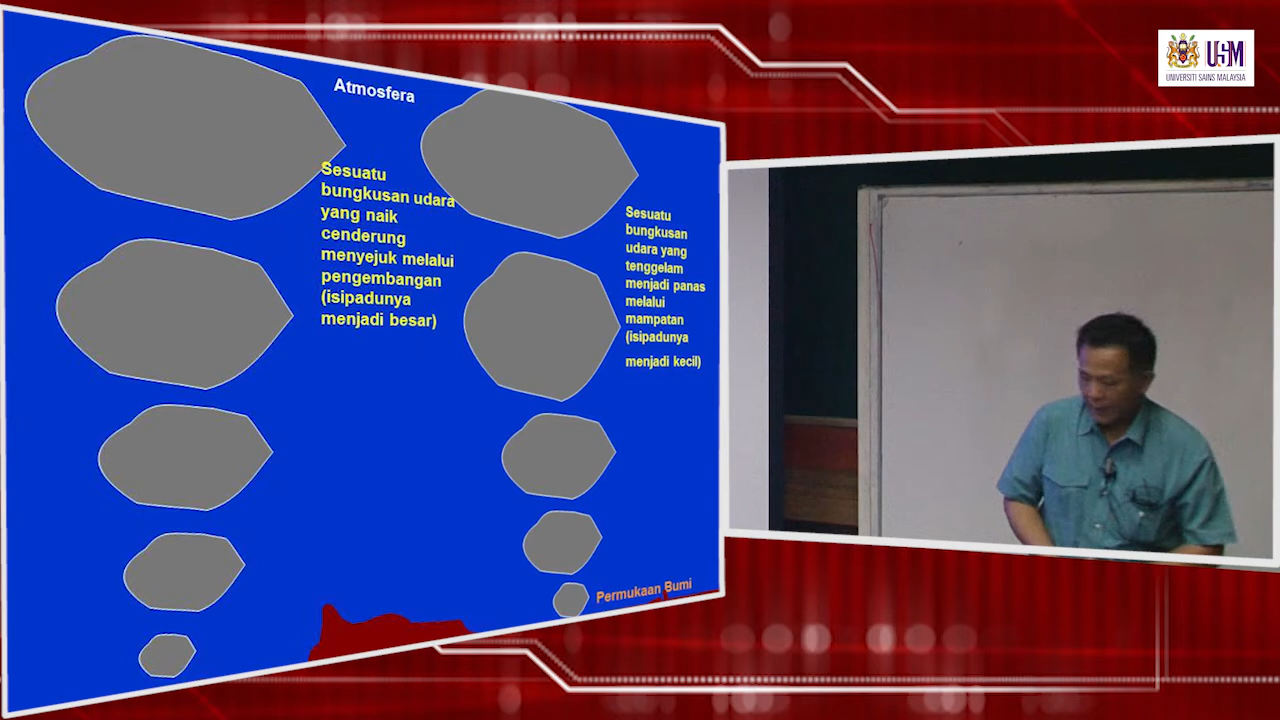 Atmosfera
Sesuatu
bungkusan udara
yang naik
cenderung
menyejuk melalui
pengembangan
(isipadunya
menjadi besar)
Sesuatu
bungkusan
udara yang
tenggelam
menjadi panas
melalui
mampatan
(isipadunya
menjadi kecil)
Permukaan Bumi
USM
UNIVERSITI SAINS MALAYSIA